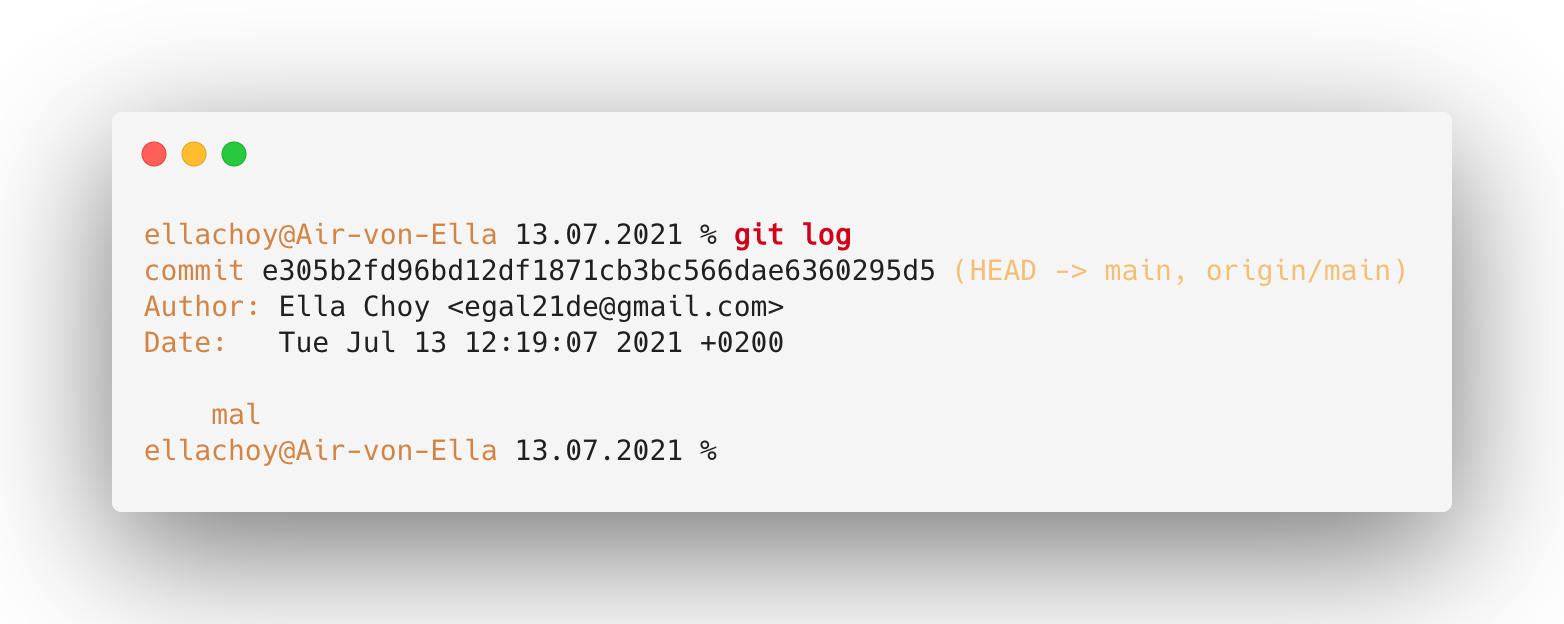 ellachoy@Air-von-Ella 13.07.2021 % git log
commit e305b2fd96bd12df1871cb3bc566dae6360295d5 (HEAD -> main, origin/main)
Author: Ella Choy <egal21de@gmail.com>
Date:   Tue Jul 13 12:19:07 2021 +0200
mal
ellachoy@Air-von-Ella 13.07.2021 %